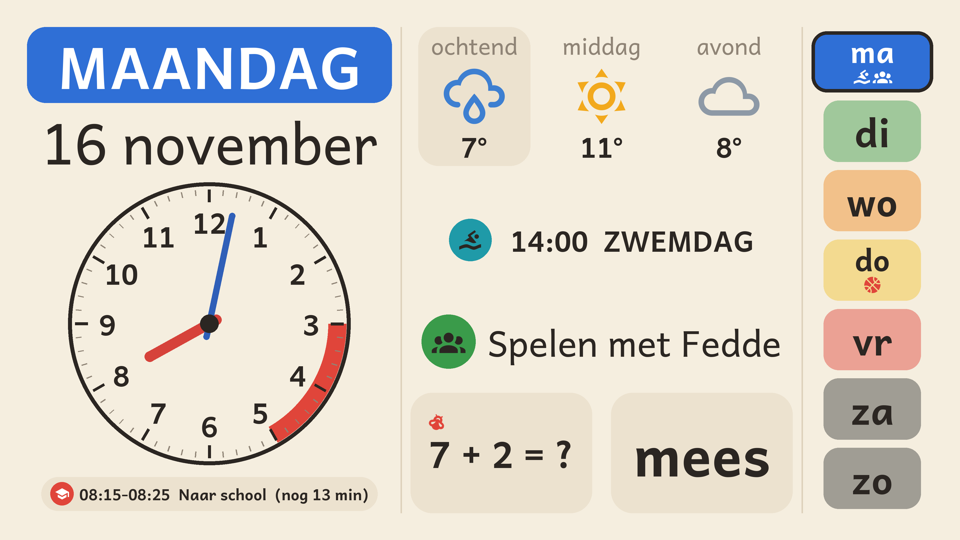 MAANDAG
16 november
12
1
2
3
4
5
6
7
8
9
10
11
08:15-08:25 Naar school (nog 13 min)
ochtend
7°
middag
11°
avond
8°
14:00 ZWEMDAG
Spelen met Fedde
7 + 2 = ?
mees
ma
di
wo
do
vr
za
zo